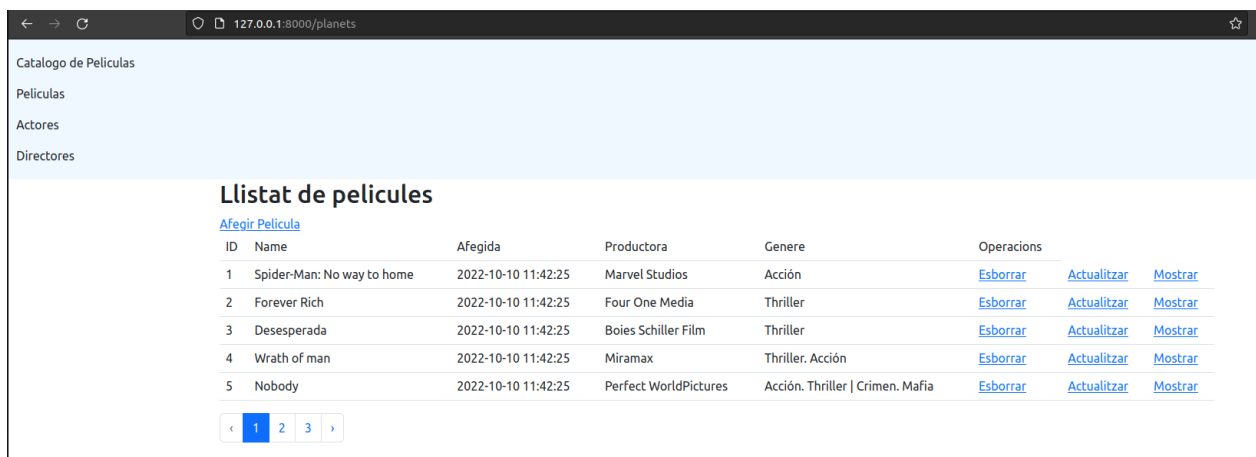 127.0.0.1:8000/planets
Catalogo de Peliculas
Peliculas
Actores
Directores
Llistat de pelicules
Afegir Pelicula
ID Name Afegida Productora Genere Operacions
1 Spider-Man: No way to home 2022-10-10 11:42:25 Marvel Studios Acción Esborrar Actualitzar Mostrar
2 Forever Rich 2022-10-10 11:42:25 Four One Media Thriller Esborrar Actualitzar Mostrar
3 Desesperada 2022-10-10 11:42:25 Boies Schiller Film Thriller Esborrar Actualitzar Mostrar
4 Wrath of man 2022-10-10 11:42:25 Miramax Thriller. Acción Esborrar Actualitzar Mostrar
5 Nobody 2022-10-10 11:42:25 Perfect WorldPictures Acción. Thriller | Crimen. Mafia Esborrar Actualitzar Mostrar
‹ 1 2 3 ›